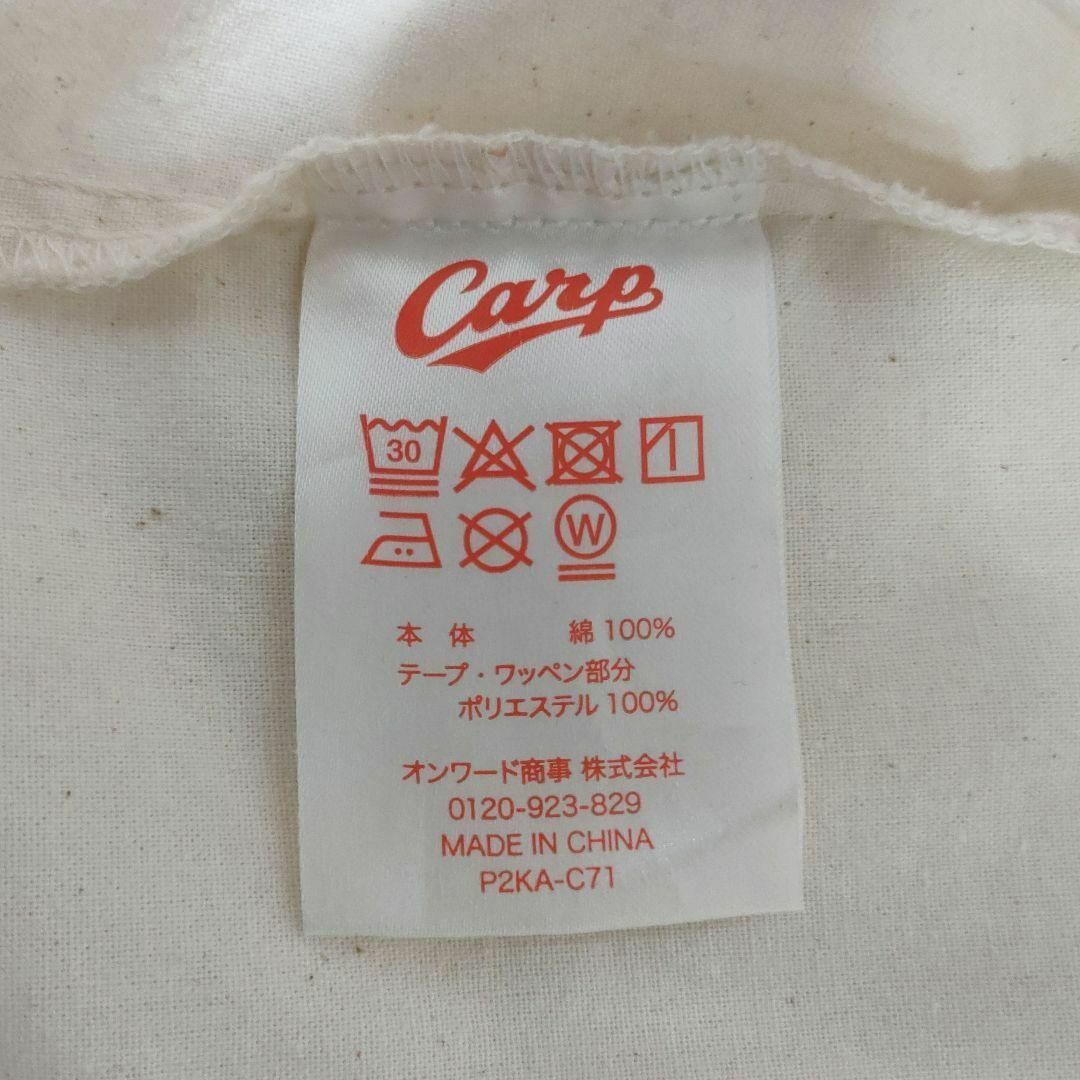 Carp
30
W
本 体 綿 100%
テープ・ワッペン部分
ポリエステル 100%
オンワード商事 株式会社
0120-923-829
MADE IN CHINA
P2KA-C71